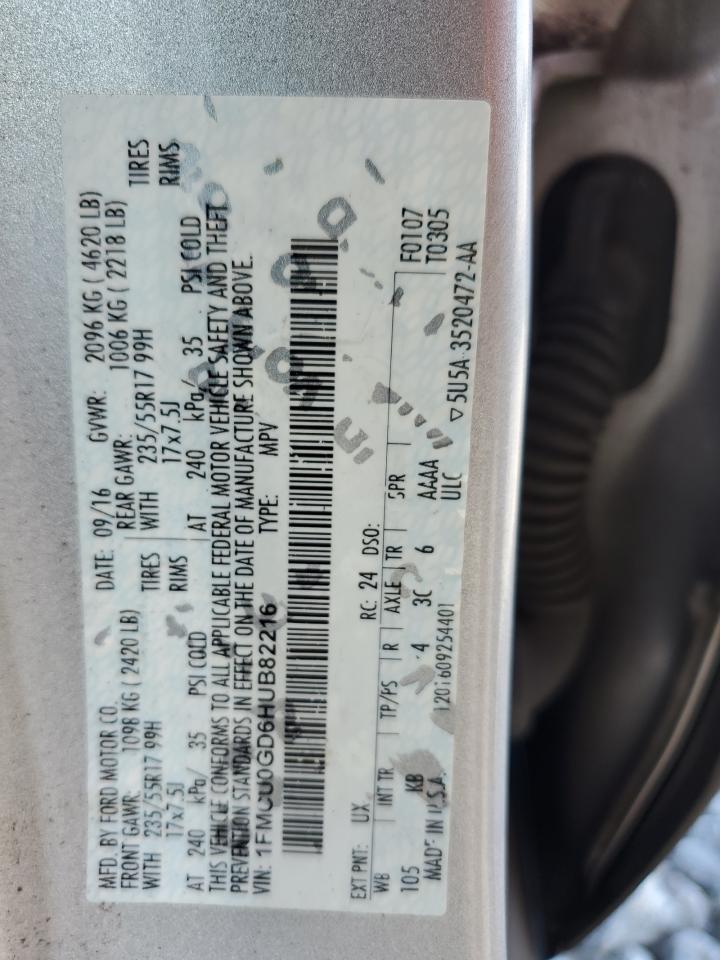 MFD. BY FORD MOTOR CO. DATE: 09/16 GVWR: 2096 KG ( 4620 LB)
FRONT GAWR: 1098 KG ( 2420 LB) REAR GAWR: 1006 KG ( 2218 LB)
WITH 235/55R17 99H TIRES WITH 235/55R17 99H TIRES
17x7.5J RIMS 17x7.5J RIMS
AT 240 kPa/ 35 PSI COLD AT 240 kPa/ 35 PSI COLD
THIS VEHICLE CONFORMS TO ALL APPLICABLE FEDERAL MOTOR VEHICLE SAFETY AND THEFT
PREVENTION STANDARDS IN EFFECT ON THE DATE OF MANUFACTURE SHOWN ABOVE.
VIN: 1FMCU0GD6HUB82216 TYPE: MPV
EXT PNT: UX RC: 24 DSO:
WB INT TR TP/PS R AXLE TR SPR F0107
105 KB 4 3C 6 AAAA T0305
MADE IN U.S.A. 1201609254401 ULC ▽5U5A-3520472-AA